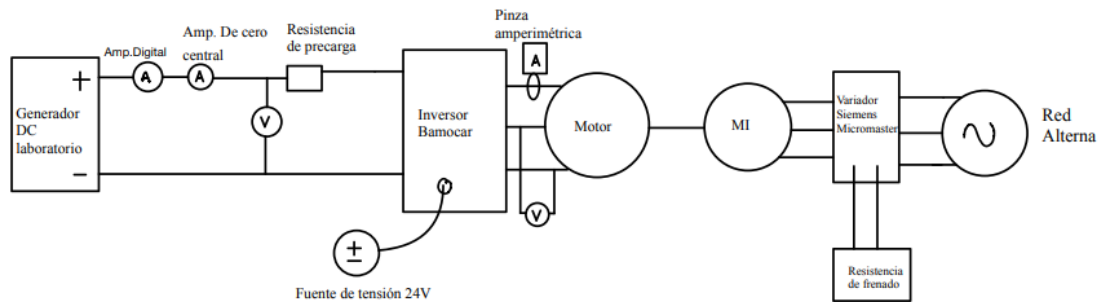 Pinza
amperimétrica
Amp. De cero
central
Resistencia
de precarga
Amp.Digital
A
A
A
+
Generador
DC
laboratorio
−
V
Inversor
Bamocar
Motor
MI
Variador
Siemens
Micromaster
Red
Alterna
V
+
−
Fuente de tensión 24V
Resistencia
de frenado